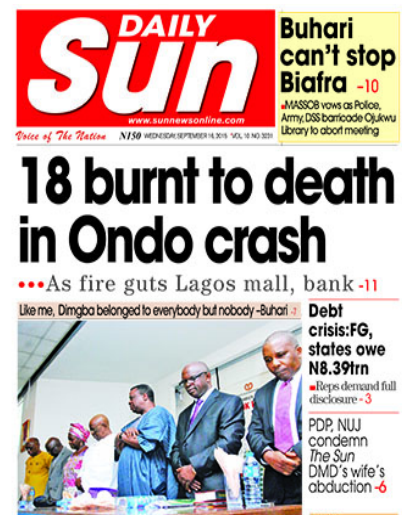 DAILY
Sun
www.sunnewsonline.com
Voice of The Nation N150 WEDNESDAY, SEPTEMBER 16, 2015 VOL. 10 NO. 3231
Buhari
can't stop
Biafra -10
MASSOB vows as Police,
Army, DSS barricade Ojukwu
Library to abort meeting
18 burnt to death
in Ondo crash
•••As fire guts Lagos mall, bank -11
Like me, Dimgba belonged to everybody but nobody -Buhari -7
Debt
crisis:FG,
states owe
N8.39trn
Reps demand full
disclosure - 3
PDP, NUJ
condemn
The Sun
DMD's wife's
abduction -6